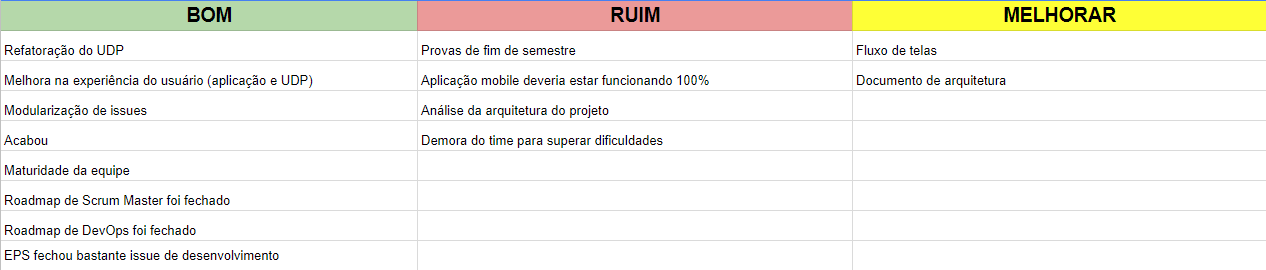 BOM RUIM MELHORAR
Refatoração do UDP Provas de fim de semestre Fluxo de telas
Melhora na experiência do usuário (aplicação e UDP) Aplicação mobile deveria estar funcionando 100% Documento de arquitetura
Modularização de issues Análise da arquitetura do projeto
Acabou Demora do time para superar dificuldades
Maturidade da equipe
Roadmap de Scrum Master foi fechado
Roadmap de DevOps foi fechado
EPS fechou bastante issue de desenvolvimento